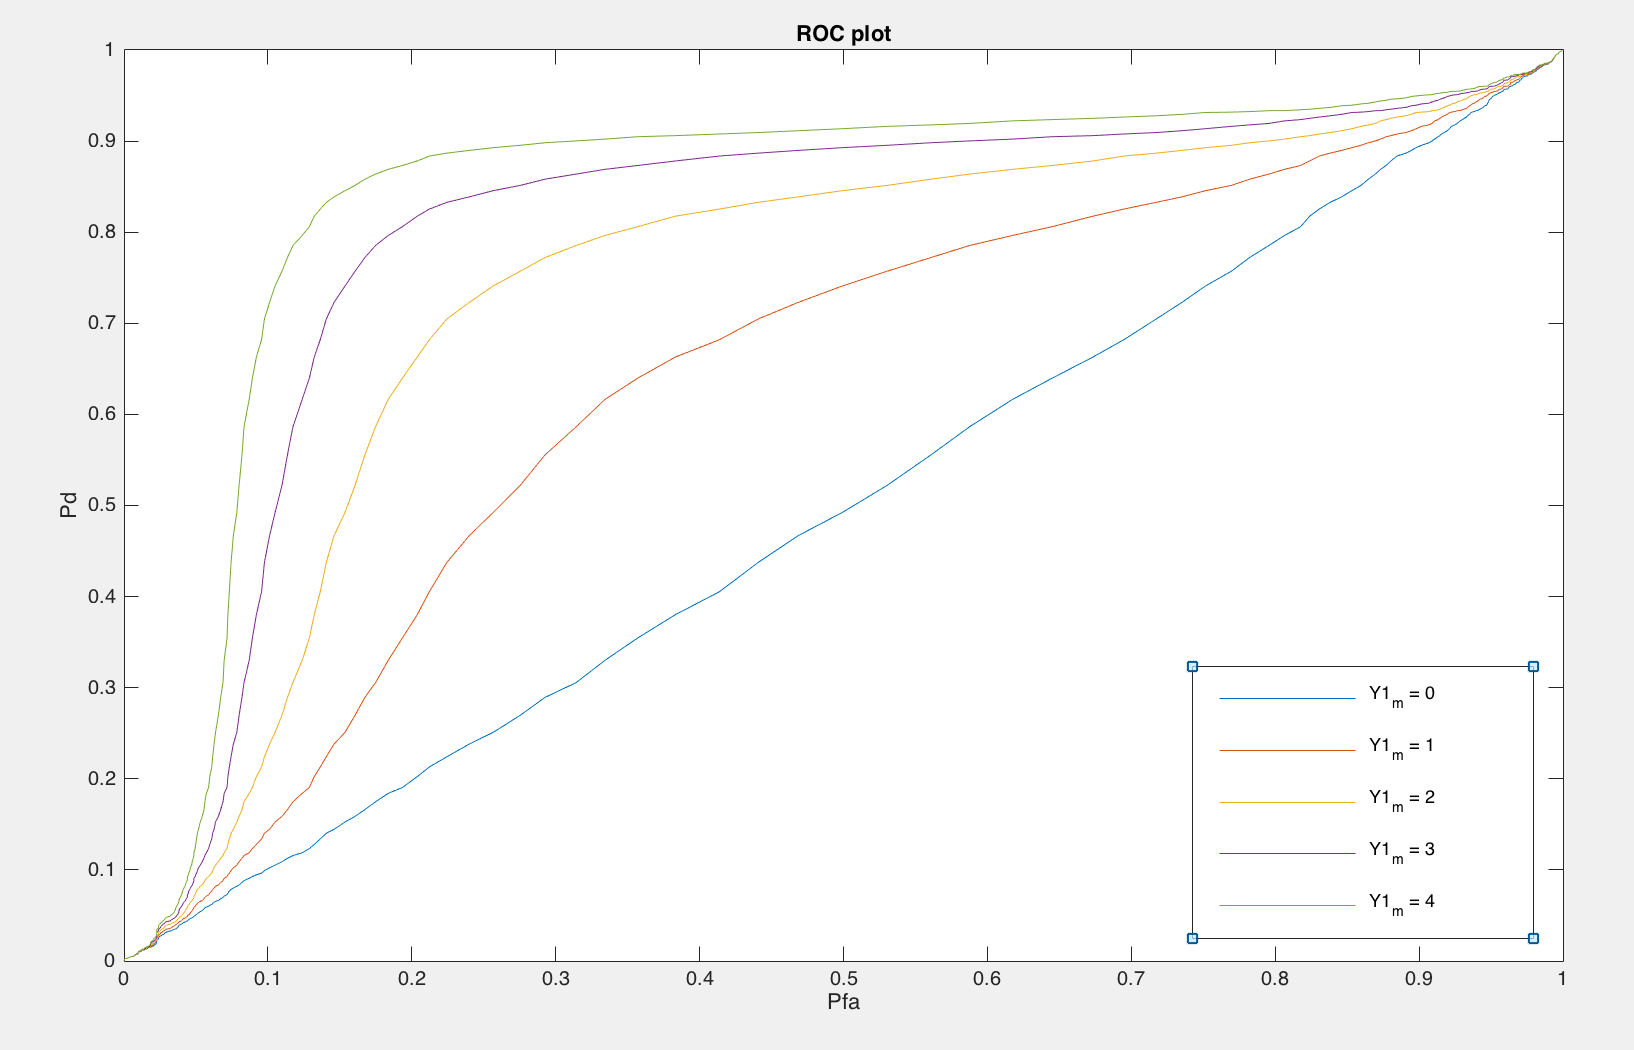 ROC plot
1
0.9
0.8
0.7
0.6
0.5
0.4
0.3
0.2
0.1
0
Pd
Y1m = 0
Y1m = 1
Y1m = 2
Y1m = 3
Y1m = 4
0 0.1 0.2 0.3 0.4 0.5 0.6 0.7 0.8 0.9 1
Pfa